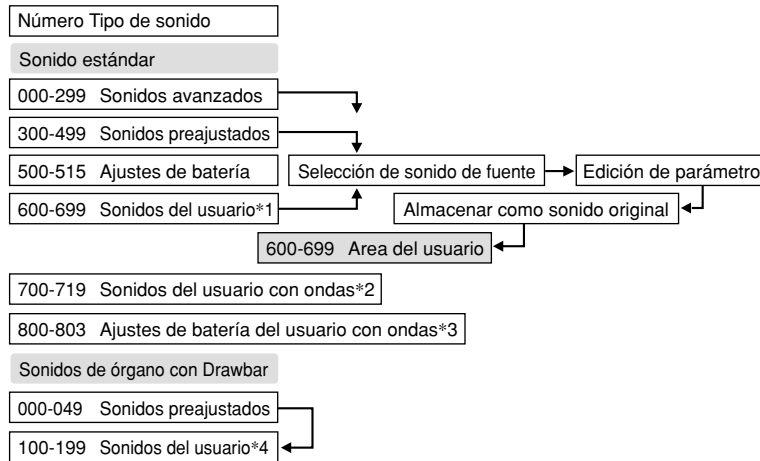 Número Tipo de sonido
Sonido estándar
000-299 Sonidos avanzados
300-499 Sonidos preajustados
500-515 Ajustes de batería
Selección de sonido de fuente
Edición de parámetro
600-699 Sonidos del usuario*1
Almacenar como sonido original
600-699 Area del usuario
700-719 Sonidos del usuario con ondas*2
800-803 Ajustes de batería del usuario con ondas*3
Sonidos de órgano con Drawbar
000-049 Sonidos preajustados
100-199 Sonidos del usuario*4